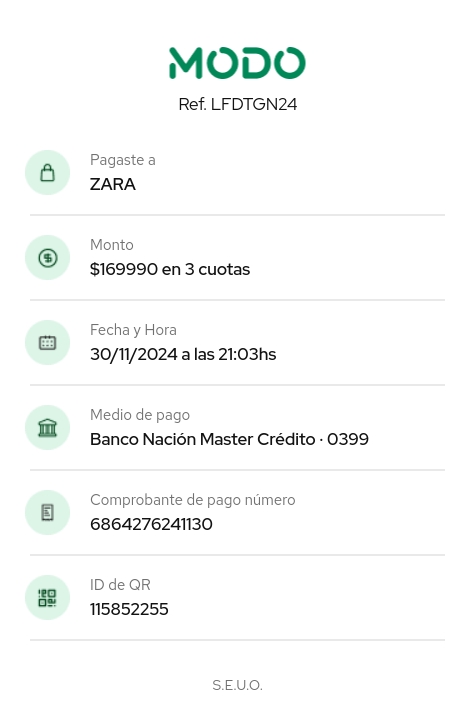 MODO
Ref. LFDTGN24
Pagaste a
ZARA
Monto
$169990 en 3 cuotas
Fecha y Hora
30/11/2024 a las 21:03hs
Medio de pago
Banco Nación Master Crédito · 0399
Comprobante de pago número
6864276241130
ID de QR
115852255
S.E.U.O.